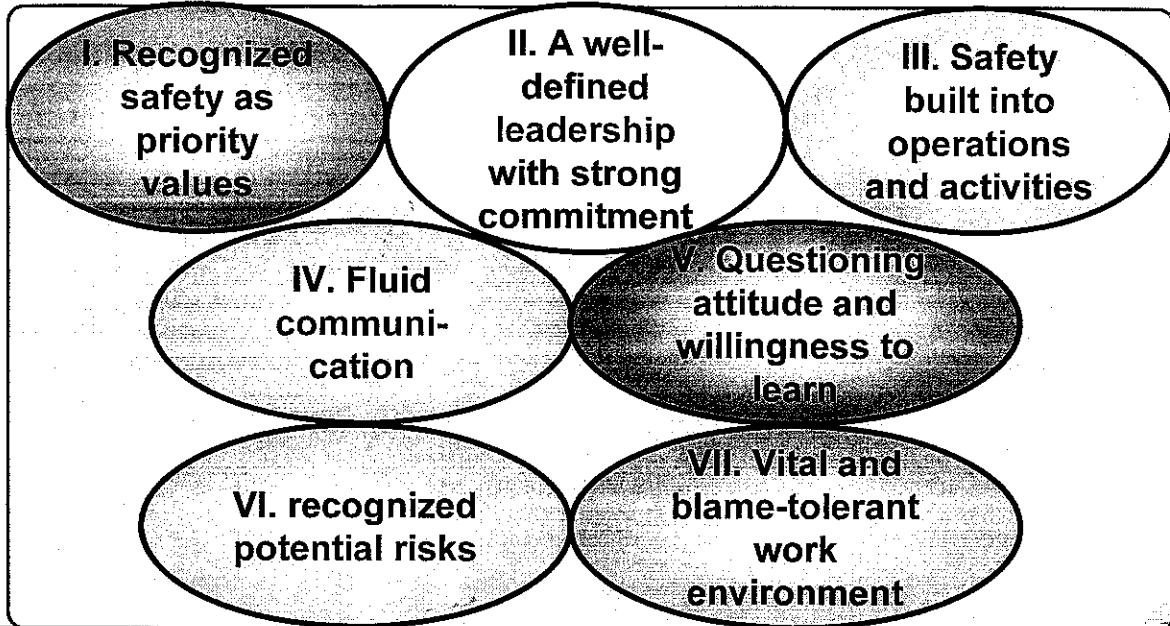 I. Recognized
safety as
priority
values
II. A well-
defined
leadership
with strong
commitment
III. Safety
built into
operations
and activities
IV. Fluid
communi-
cation
V. Questioning
attitude and
willingness to
learn
VI. recognized
potential risks
VII. Vital and
blame-tolerant
work
environment